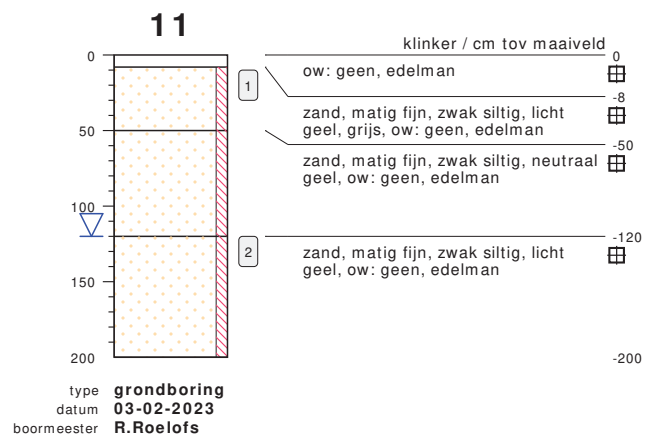 11
klinker / cm tov maaiveld
0
0
ow: geen, edelman
1
-8
zand, matig fijn, zwak siltig, licht
geel, grijs, ow: geen, edelman
50
-50
zand, matig fijn, zwak siltig, neutraal
geel, ow: geen, edelman
100
-120
2
zand, matig fijn, zwak siltig, licht
geel, ow: geen, edelman
150
200
-200
type grondboring
datum 03-02-2023
boormeester R.Roelofs